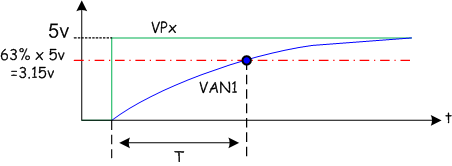 5v
VPx
63% x 5v
=3.15v
VAN1
t
T